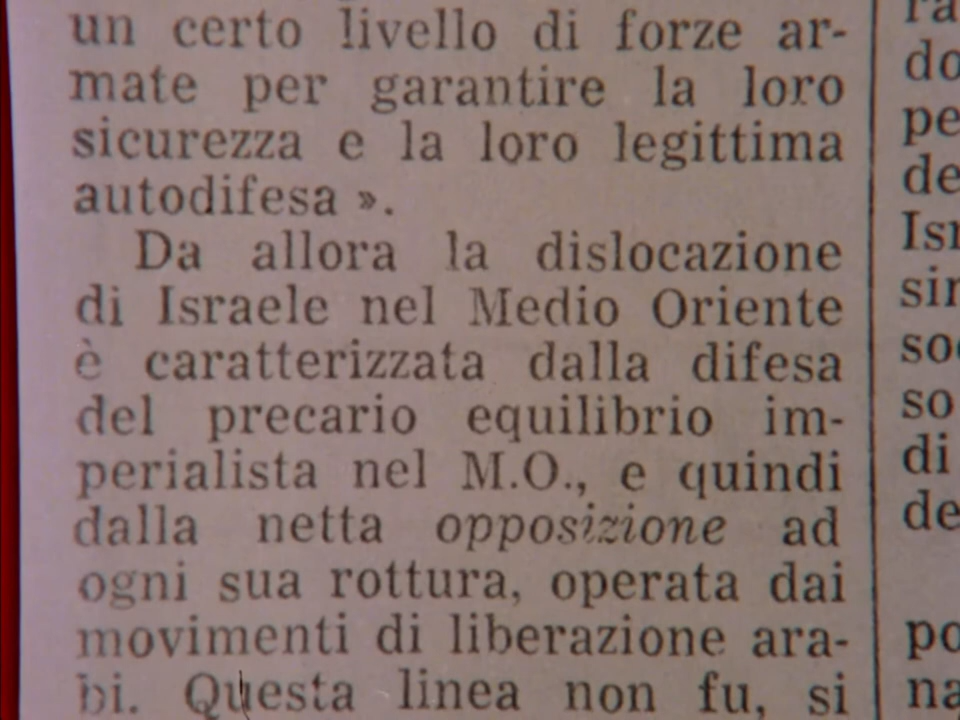 un certo livello di forze ar-
mate per garantire la loro
sicurezza e la loro legittima
autodifesa ».
Da allora la dislocazione
di Israele nel Medio Oriente
è caratterizzata dalla difesa
del precario equilibrio im-
perialista nel M.O., e quindi
dalla netta opposizione ad
ogni sua rottura, operata dai
movimenti di liberazione ara-
bi. Questa linea non fu, si